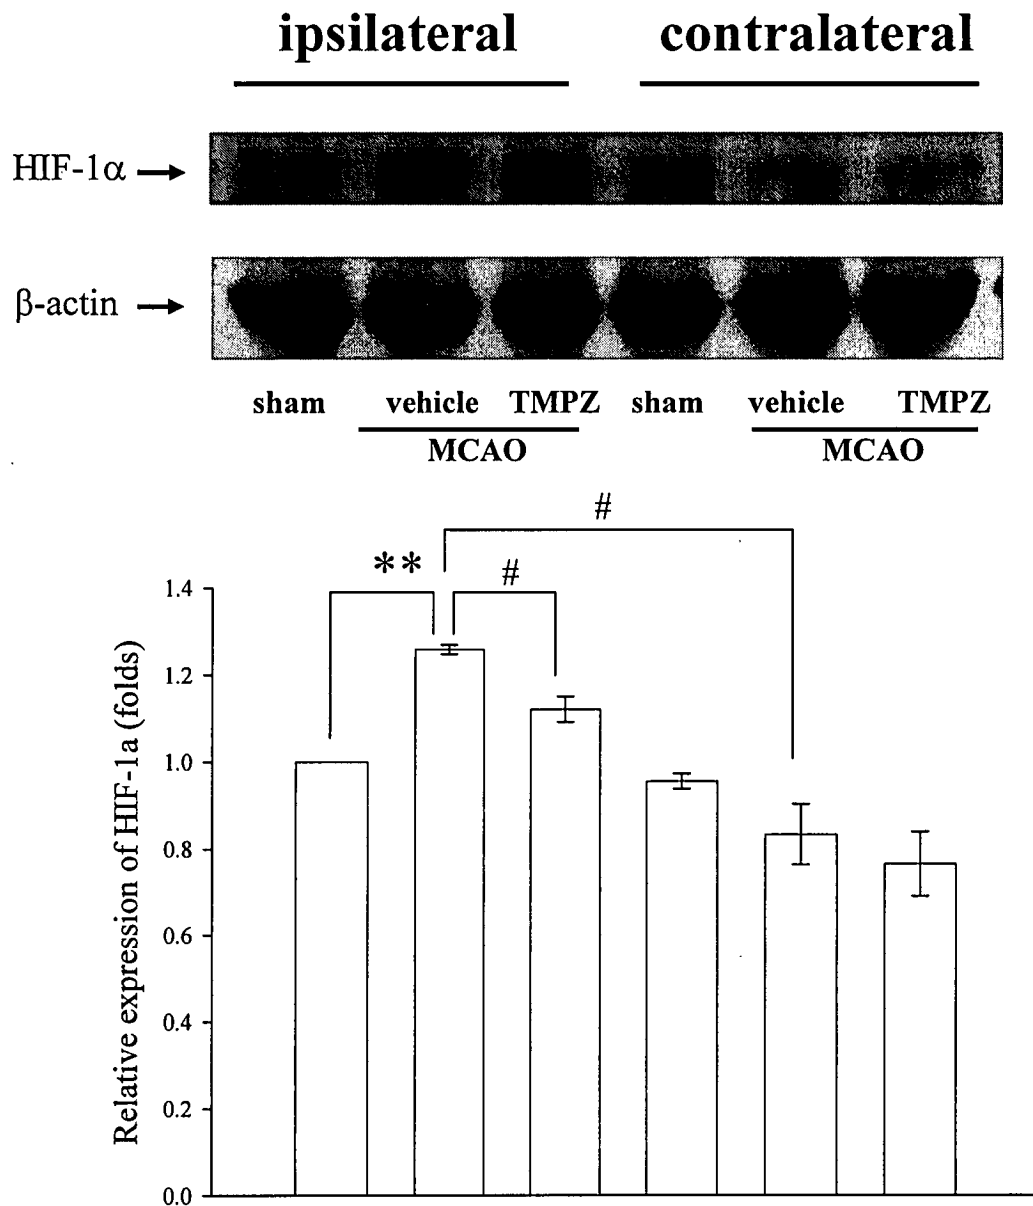 ipsilateral contralateral
HIF-1α
β-actin
sham vehicle TMPZ sham vehicle TMPZ
MCAO MCAO
#
** #
Relative expression of HIF-1a (folds)
1.4
1.2
1.0
0.8
0.6
0.4
0.2
0.0